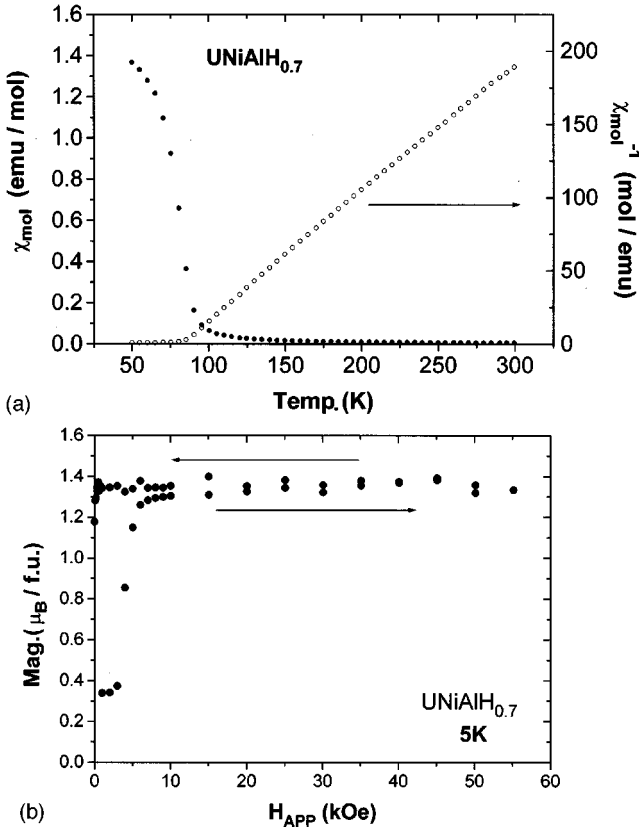 UNiAlH0.7
χmol (emu / mol)
1.6
1.4
1.2
1.0
0.8
0.6
0.4
0.2
0.0
200
150
100
50
0
χmol-1 (mol / emu)
50 100 150 200 250 300
(a)
Temp. (K)
1.6
1.4
1.2
1.0
0.8
0.6
0.4
0.2
0.0
Mag.( μB / f.u.)
UNiAlH0.7
5K
0 10 20 30 40 50 60
(b)
HAPP (kOe)